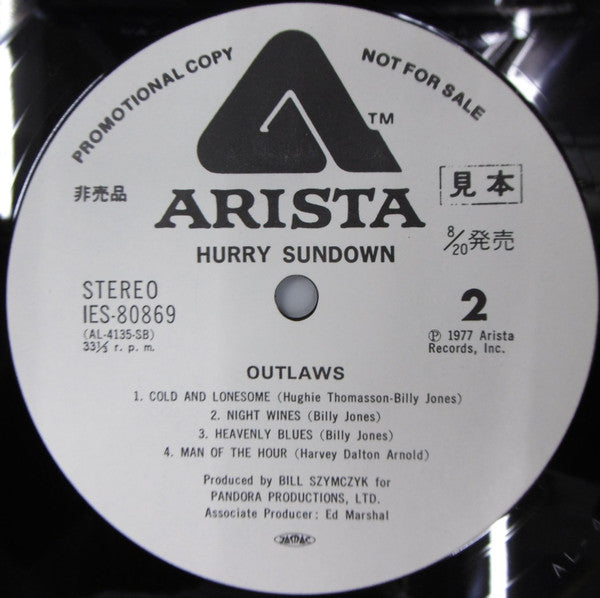 PROMOTIONAL COPY
NOT FOR SALE
TM
非売品
ARISTA
見本
HURRY SUNDOWN
8/20発売
STEREO
IES-80869
(AL-4135-SB)
33⅓ r. p. m.
2
Ⓟ 1977 Arista
Records, Inc.
OUTLAWS
1. COLD AND LONESOME (Hughie Thomasson-Billy Jones)
2. NIGHT WINES (Billy Jones)
3. HEAVENLY BLUES (Billy Jones)
4. MAN OF THE HOUR (Harvey Dalton Arnold)
Produced by BILL SZYMCZYK for
PANDORA PRODUCTIONS, LTD.
Associate Producer: Ed Marshal
JASRAC